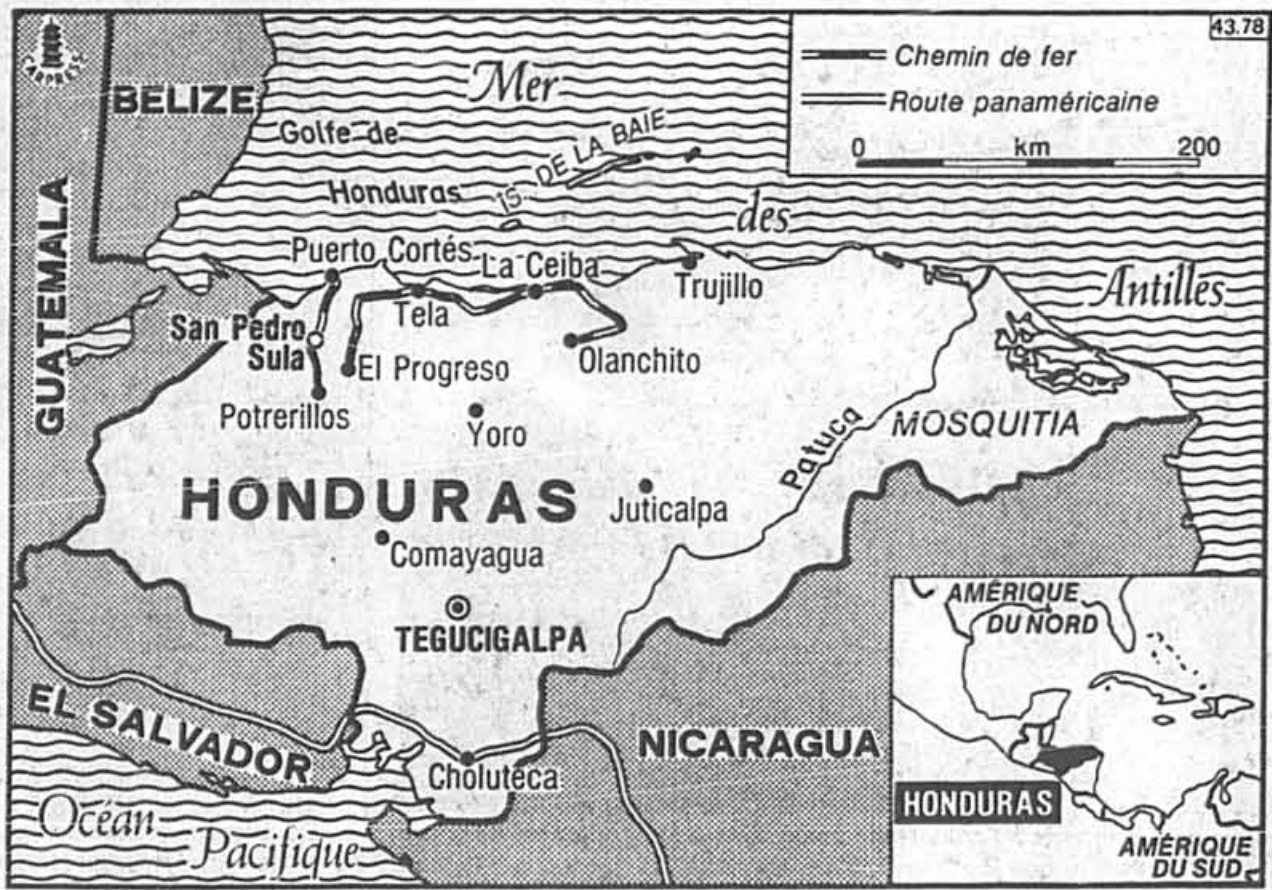 43.78
CARPRESS
Chemin de fer
Route panaméricaine
0 km 200
BELIZE
GUATEMALA
Mer
des
Antilles
Golfe de
Honduras
IS. DE LA BAIE
Puerto Cortés
La Ceiba
Trujillo
Tela
San Pedro
Sula
El Progreso
Olanchito
Potrerillos
Yoro
Patuca
MOSQUITIA
HONDURAS
Juticalpa
Comayagua
TEGUCIGALPA
EL SALVADOR
NICARAGUA
Choluteca
Océan
Pacifique
AMÉRIQUE
DU NORD
HONDURAS
AMÉRIQUE
DU SUD